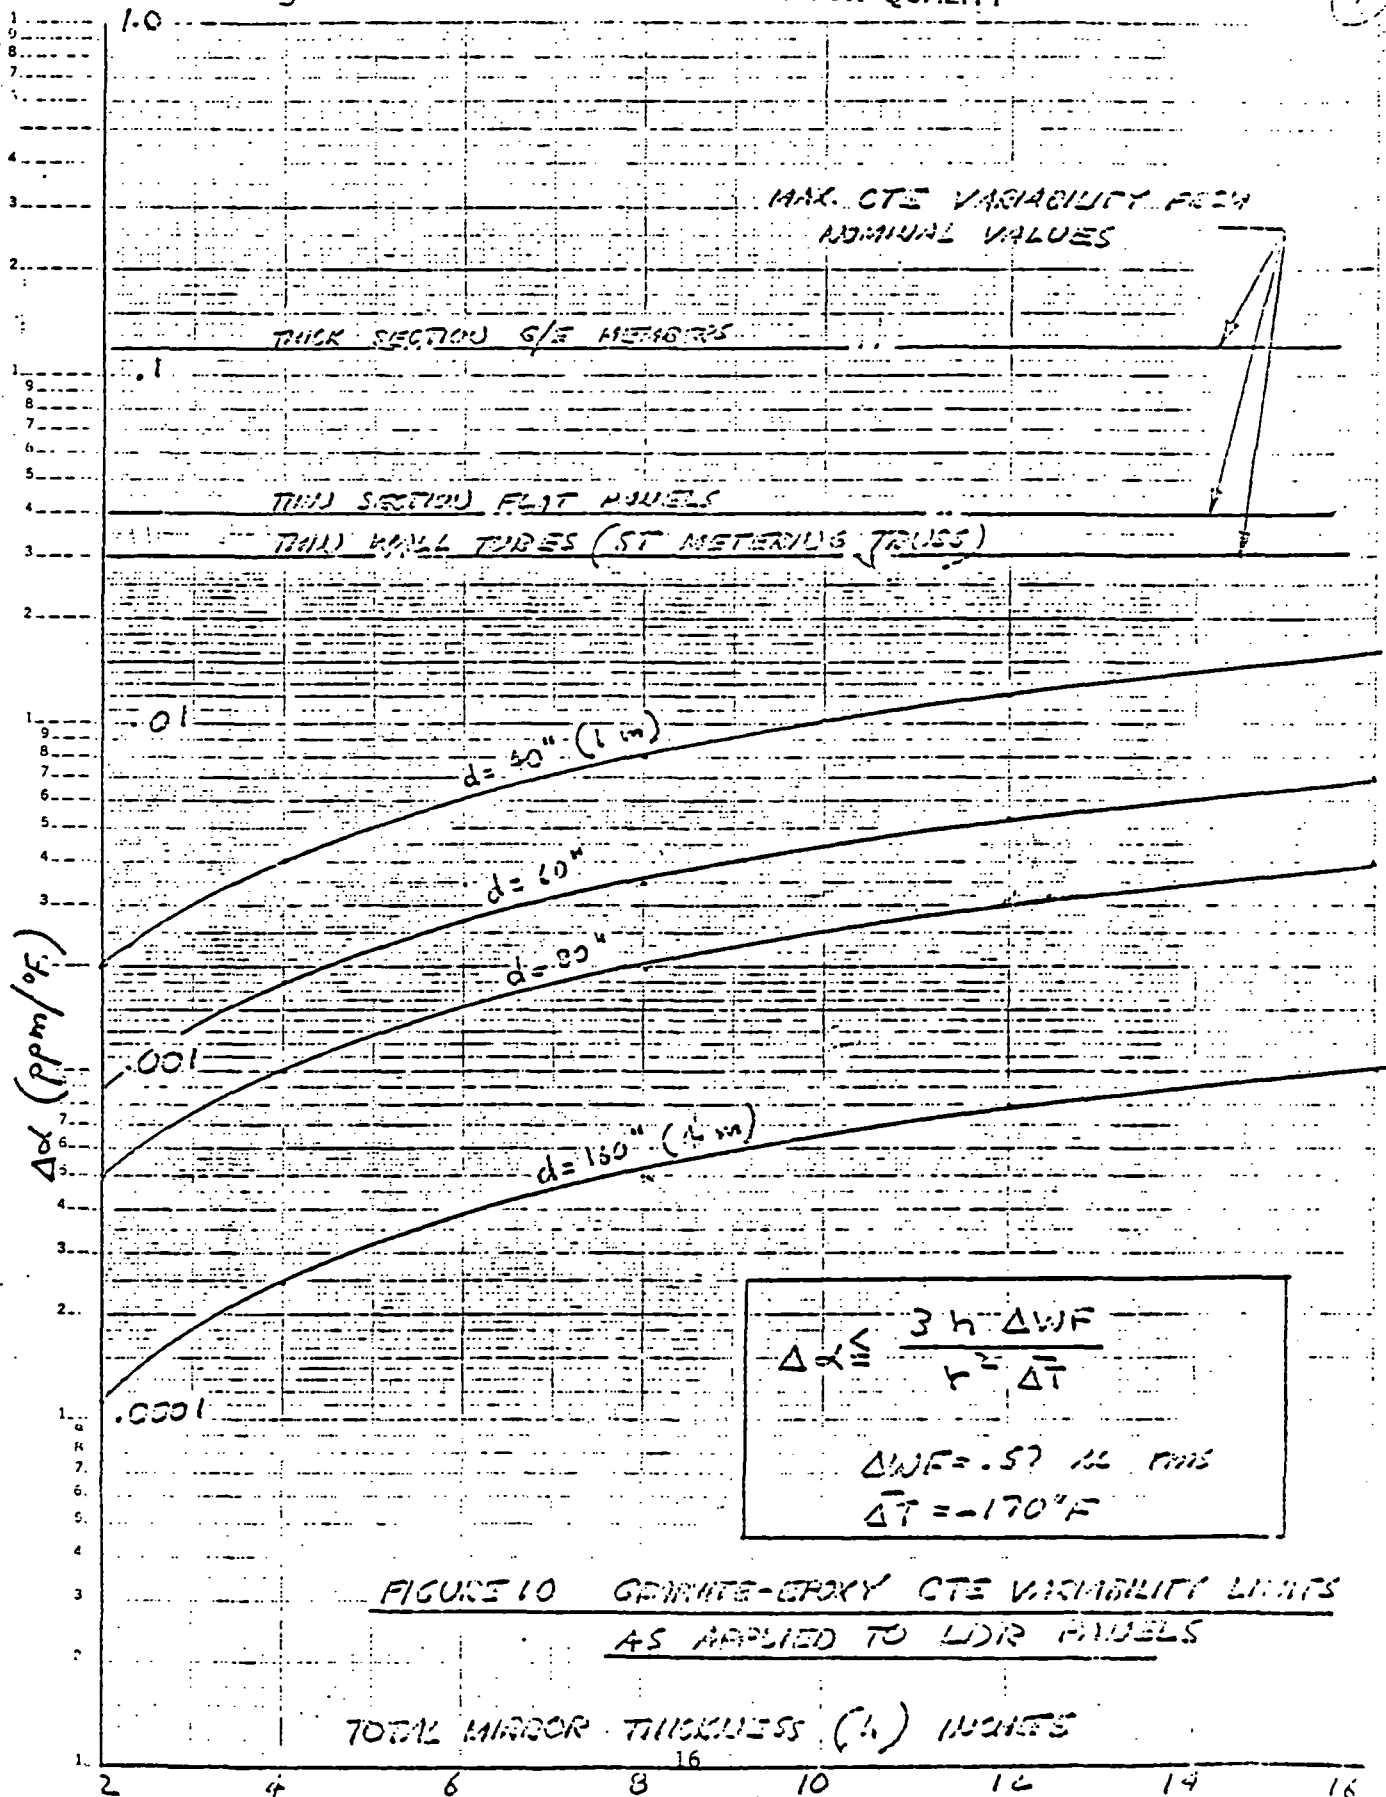 QUALITY
1.0
MAX. CTE VARIABILITY FROM
NOMINAL VALUES
THICK SECTION G/E MEMBERS
.1
THIN SECTION FLAT PANELS
THIN WALL TUBES (ST METERING TRUSS)
.01
d= 40" (1 m)
d= 60"
d= 80"
.001
d= 160" (4 m)
.0001
Δα (ppm/°F)
Δα ≤ 3 h ΔWF
r² ΔT̄
ΔWF = .57 rms
ΔT̄ = -170°F
FIGURE 10 GRAPHITE-EPOXY CTE VARIABILITY LIMITS
AS APPLIED TO LDR PANELS
TOTAL MIRROR THICKNESS (h) INCHES
16
2 4 6 8 10 12 14 16